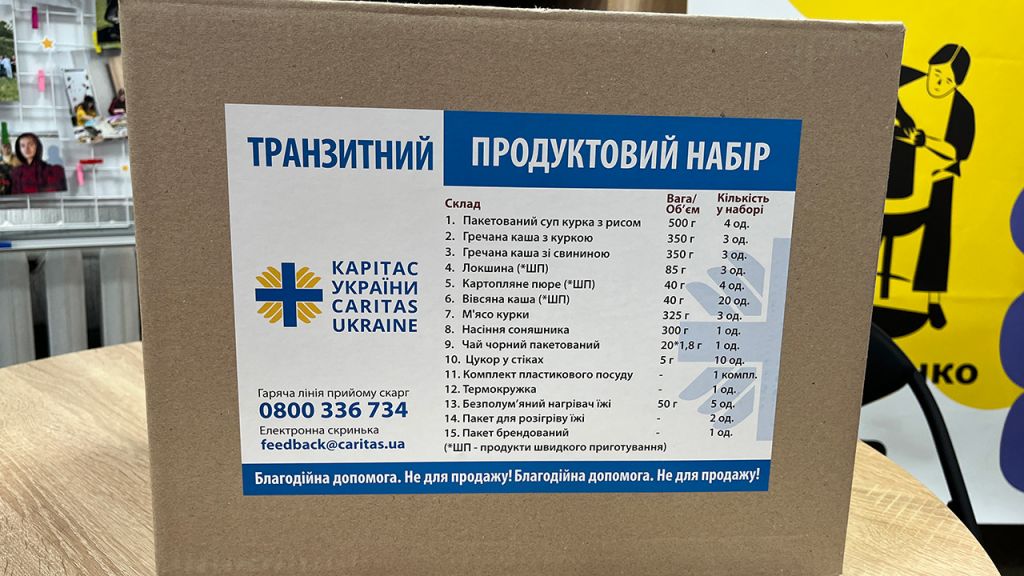 ТРАНЗИТНИЙ ПРОДУКТОВИЙ НАБІР
Склад Вага/Об'єм Кількість у наборі
1. Пакетований суп курка з рисом 500 г 4 од.
2. Гречана каша з куркою 350 г 3 од.
3. Гречана каша зі свининою 350 г 3 од.
4. Локшина (*ШП) 85 г 3 од.
5. Картопляне пюре (*ШП) 40 г 4 од.
6. Вівсяна каша (*ШП) 40 г 20 од.
7. М'ясо курки 325 г 3 од.
8. Насіння соняшника 300 г 1 од.
9. Чай чорний пакетований 20*1,8 г 1 од.
10. Цукор у стіках 5 г 10 од.
11. Комплект пластикового посуду - 1 компл.
12. Термокружка - 1 од.
13. Безполум'яний нагрівач їжі 50 г 5 од.
14. Пакет для розігріву їжі - 2 од.
15. Пакет брендований - 1 од.
(*ШП - продукти швидкого приготування)
КАРІТАС
УКРАЇНИ
CARITAS
UKRAINE
Гаряча лінія прийому скарг
0800 336 734
Електронна скринька
feedback@caritas.ua
Благодійна допомога. Не для продажу! Благодійна допомога. Не для продажу!